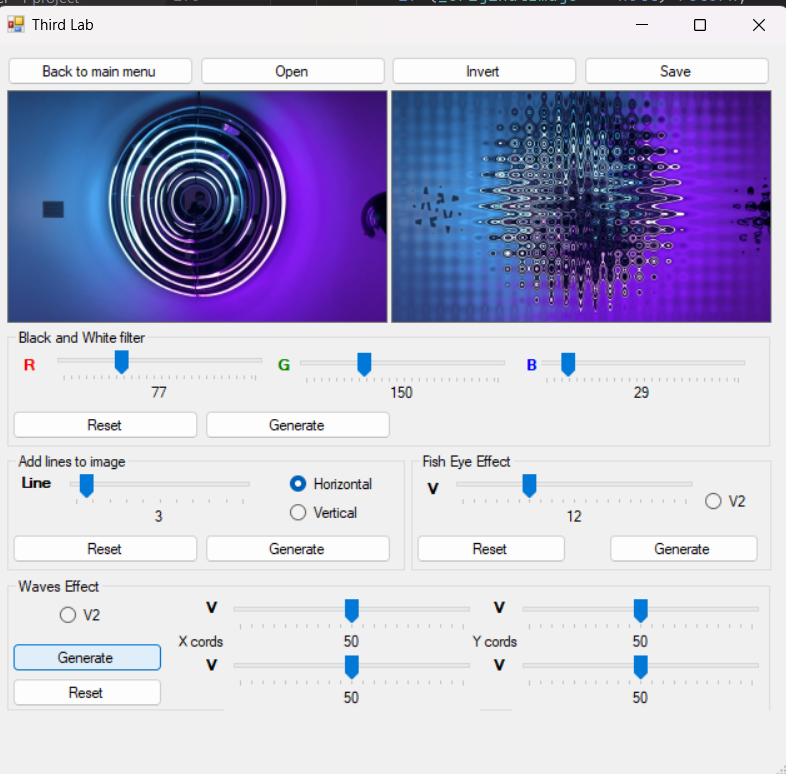 Third Lab
Back to main menu Open Invert Save
Black and White filter
R G B
77 150 29
Reset Generate
Add lines to image Fish Eye Effect
Line Horizontal V
Vertical V2
3 12
Reset Generate Reset Generate
Waves Effect
V2 V V
X cords 50 Y cords 50
Generate V V
Reset 50 50